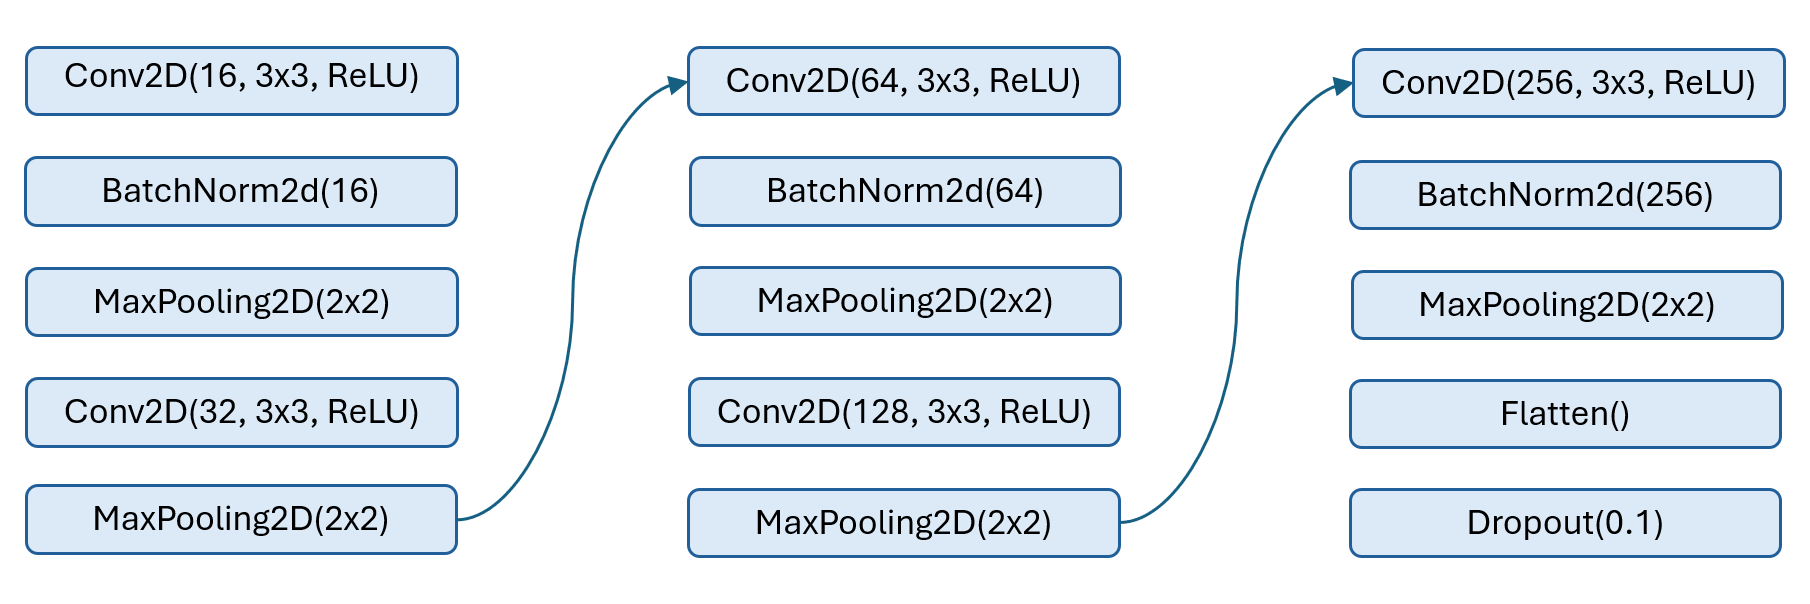 Conv2D(16, 3x3, ReLU)
BatchNorm2d(16)
MaxPooling2D(2x2)
Conv2D(32, 3x3, ReLU)
MaxPooling2D(2x2)
Conv2D(64, 3x3, ReLU)
BatchNorm2d(64)
MaxPooling2D(2x2)
Conv2D(128, 3x3, ReLU)
MaxPooling2D(2x2)
Conv2D(256, 3x3, ReLU)
BatchNorm2d(256)
MaxPooling2D(2x2)
Flatten()
Dropout(0.1)